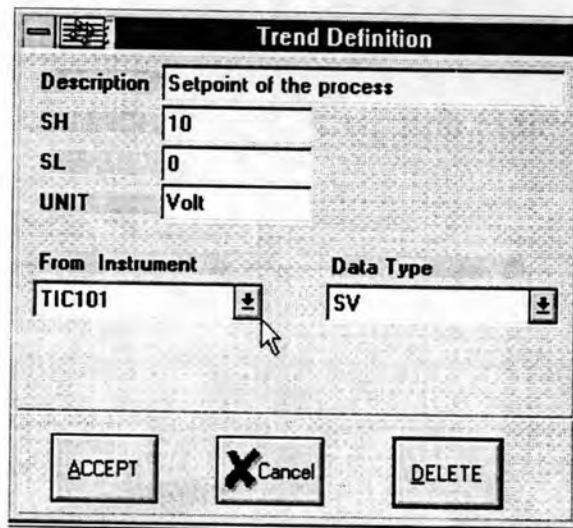 Trend Definition
Description Setpoint of the process
SH 10
SL 0
UNIT Volt
From Instrument Data Type
TIC101 SV
ACCEPT Cancel DELETE